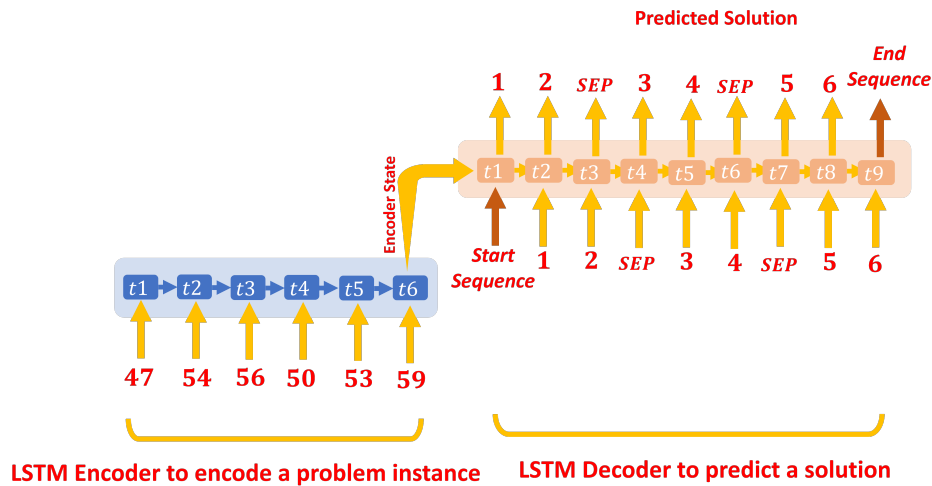 Predicted Solution
End
Sequence
1 2 SEP 3 4 SEP 5 6
t1 t2 t3 t4 t5 t6 t7 t8 t9
Encoder State
Start
Sequence
1 2 SEP 3 4 SEP 5 6
t1 t2 t3 t4 t5 t6
47 54 56 50 53 59
LSTM Encoder to encode a problem instance
LSTM Decoder to predict a solution